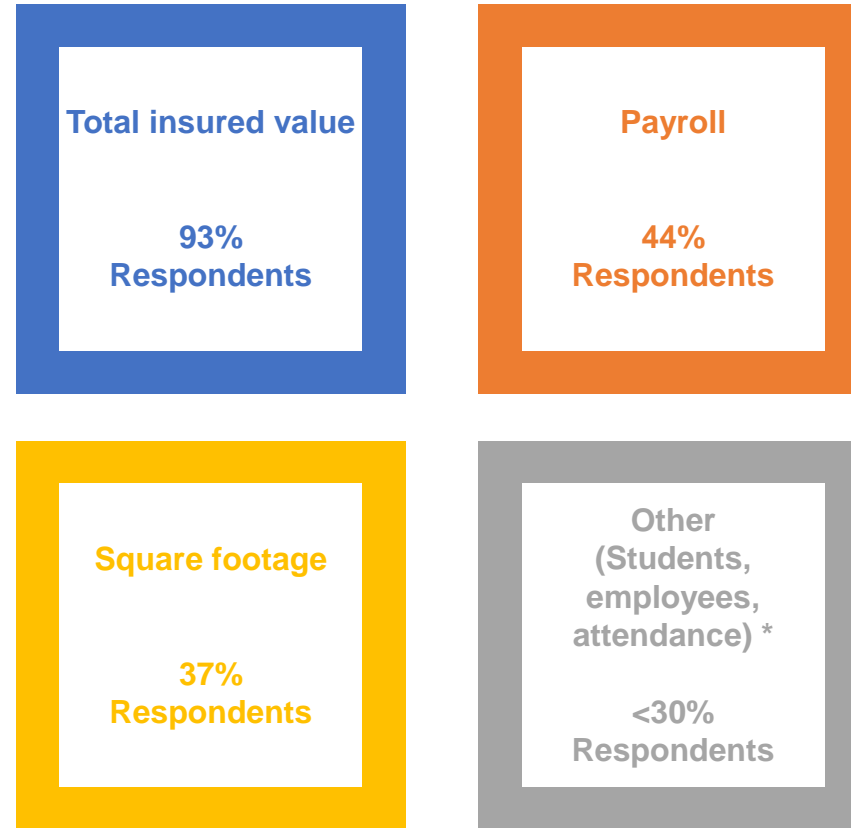 Total insured value
93%
Respondents
Payroll
44%
Respondents
Square footage
37%
Respondents
Other
(Students,
employees,
attendance) *
<30%
Respondents